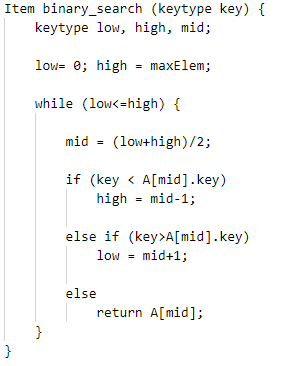 Item binary_search (keytype key) {
    keytype low, high, mid;
    low= 0; high = maxElem;
    while (low<=high) {
        mid = (low+high)/2;
        if (key < A[mid].key)
            high = mid-1;
        else if (key>A[mid].key)
            low = mid+1;
        else
            return A[mid];
    }
}